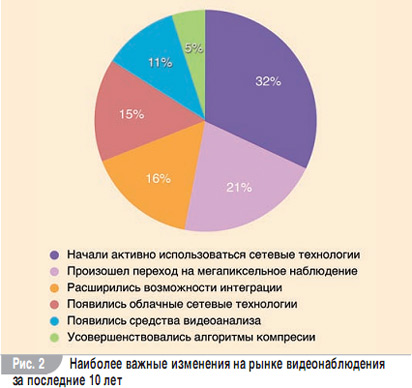 5%
11%
32%
15%
16%
21%
Начали активно использоваться сетевые технологии
Произошел переход на мегапиксельное наблюдение
Расширились возможности интеграции
Появились облачные сетевые технологии
Появились средства видеоанализа
Усовершенствовались алгоритмы компресии
Рис. 2 Наиболее важные изменения на рынке видеонаблюдения
за последние 10 лет